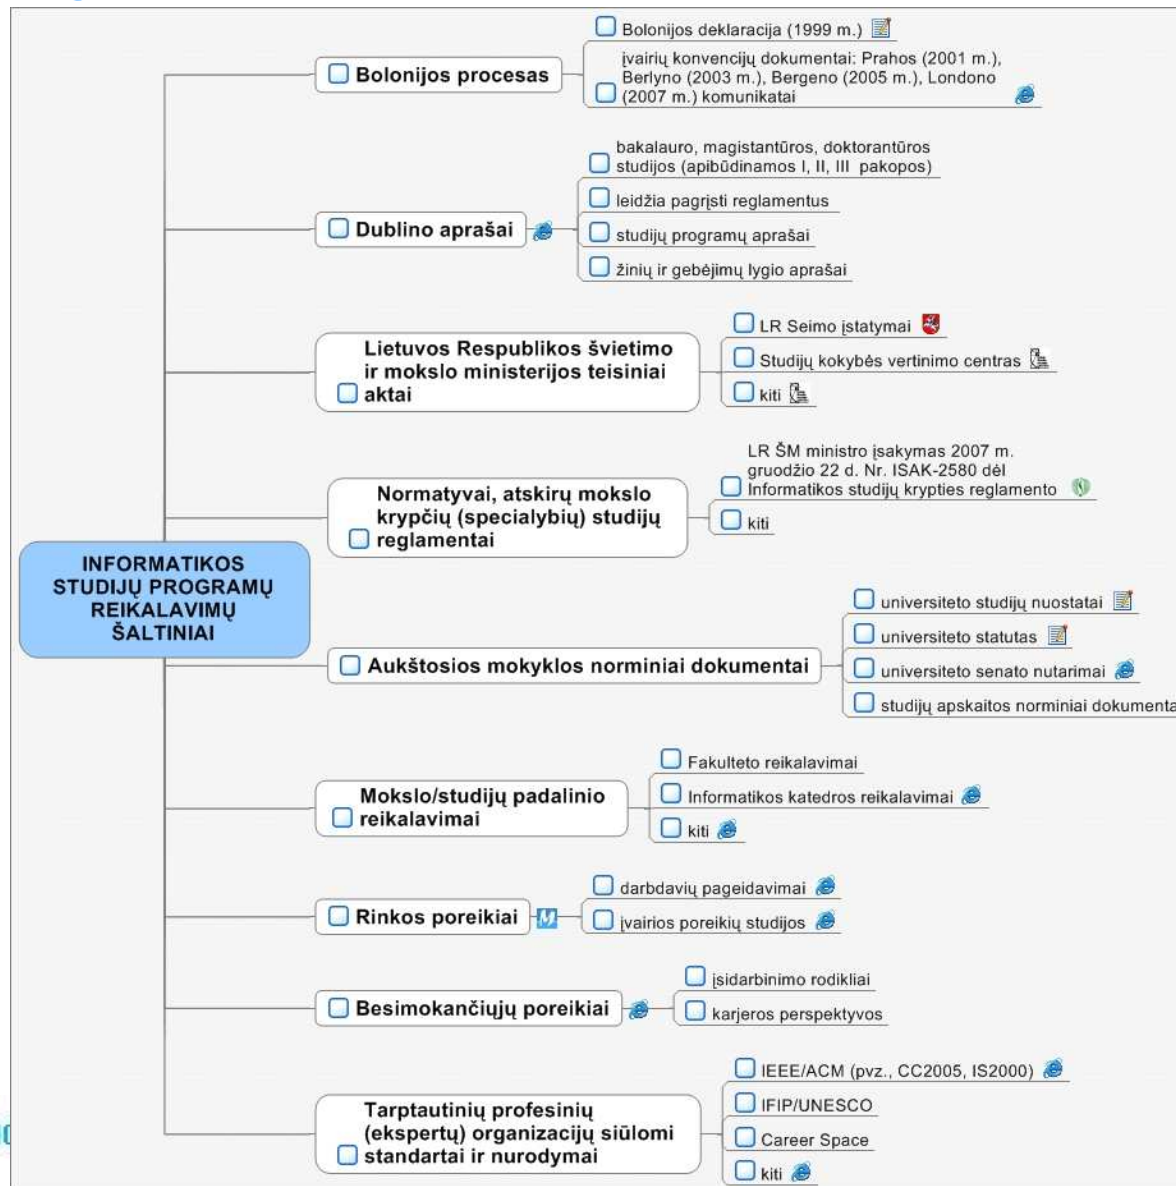 INFORMATIKOS
STUDIJŲ PROGRAMŲ
REIKALAVIMŲ
ŠALTINIAI
Bolonijos procesas
Bolonijos deklaracija (1999 m.)
įvairių konvencijų dokumentai: Prahos (2001 m.),
Berlyno (2003 m.), Bergeno (2005 m.), Londono
(2007 m.) komunikatai
Dublino aprašai
bakalauro, magistantūros, doktorantūros
studijos (apibūdinamos I, II, III pakopos)
leidžia pagrįsti reglamentus
studijų programų aprašai
žinių ir gebėjimų lygio aprašai
Lietuvos Respublikos švietimo
ir mokslo ministerijos teisiniai
aktai
LR Seimo įstatymai
Studijų kokybės vertinimo centras
kiti
Normatyvai, atskirų mokslo
krypčių (specialybių) studijų
reglamentai
LR ŠM ministro įsakymas 2007 m.
gruodžio 22 d. Nr. ISAK-2580 dėl
Informatikos studijų krypties reglamento
kiti
Aukštosios mokyklos norminiai dokumentai
universiteto studijų nuostatai
universiteto statutas
universiteto senato nutarimai
studijų apskaitos norminiai dokumenta
Mokslo/studijų padalinio
reikalavimai
Fakulteto reikalavimai
Informatikos katedros reikalavimai
kiti
Rinkos poreikiai
darbdavių pageidavimai
įvairios poreikių studijos
Besimokančiųjų poreikiai
įsidarbinimo rodikliai
karjeros perspektyvos
Tarptautinių profesinių
(ekspertų) organizacijų siūlomi
standartai ir nurodymai
IEEE/ACM (pvz., CC2005, IS2000)
IFIP/UNESCO
Career Space
kiti